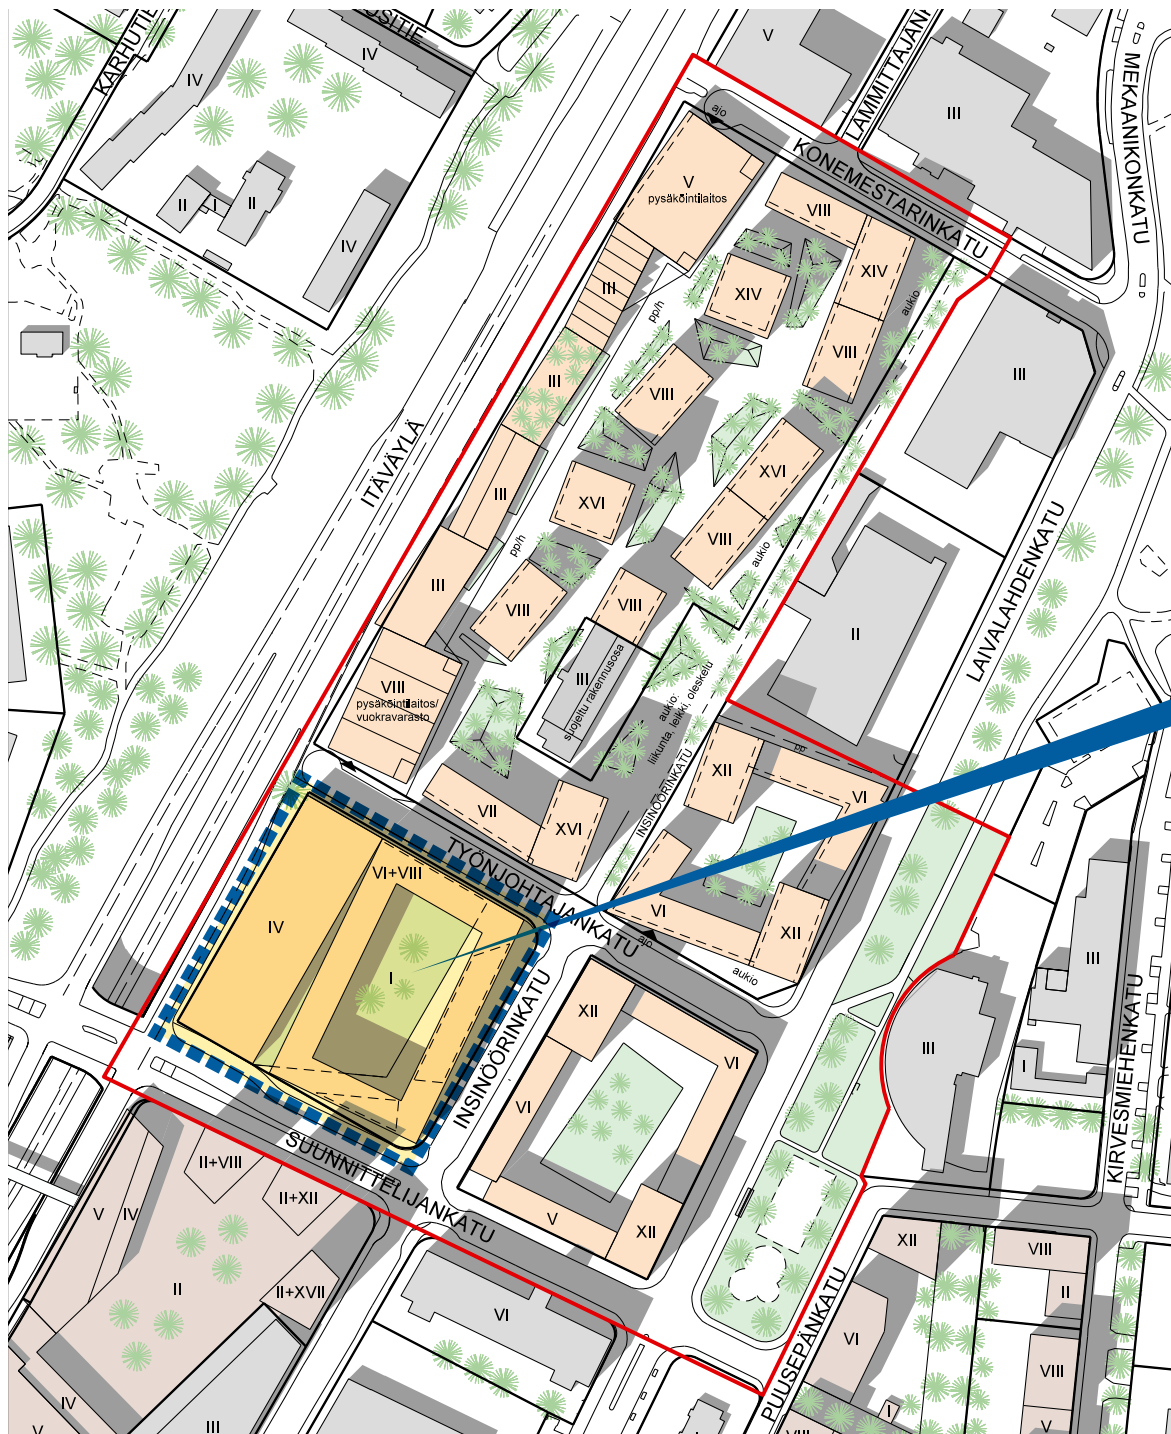 KARHUTIE
OSITIE
IV
IV
V
LÄMMITTÄJÄNK
III
MEKAANIKONKATU
ajo
KONEMESTARINKATU
V
pysäköintilaitos
VIII
II
I
II
IV
XIV
aukio
III
XIV
pp/h
VIII
III
III
VIII
ITÄVÄYLÄ
XVI
III
XVI
VIII
aukio
pp/h
LAIVALAHDENKATU
II
III
VIII
VIII
III
suojeltu rakennusosa
aukio:
liikunta, leikki, oleskelu
VIII
pysäköintilaitos/
vuokravarasto
INSINÖÖRINKATU
pp
XII
VI
VII
XVI
TYÖNJOHTAJANKATU
VI+VIII
IV
VI
XII
ajo
aukio
I
INSINÖÖRINKATU
XII
VI
III
III
I
KIRVESMIEHENKATU
VI
SUUNNITTELIJANKATU
II+VIII
II+XII
V
IV
V
XII
II
II+XVII
VI
PUUSEPÄNKATU
XII
VIII
II
VI
VIII
IV
V
III
I
V
VIII